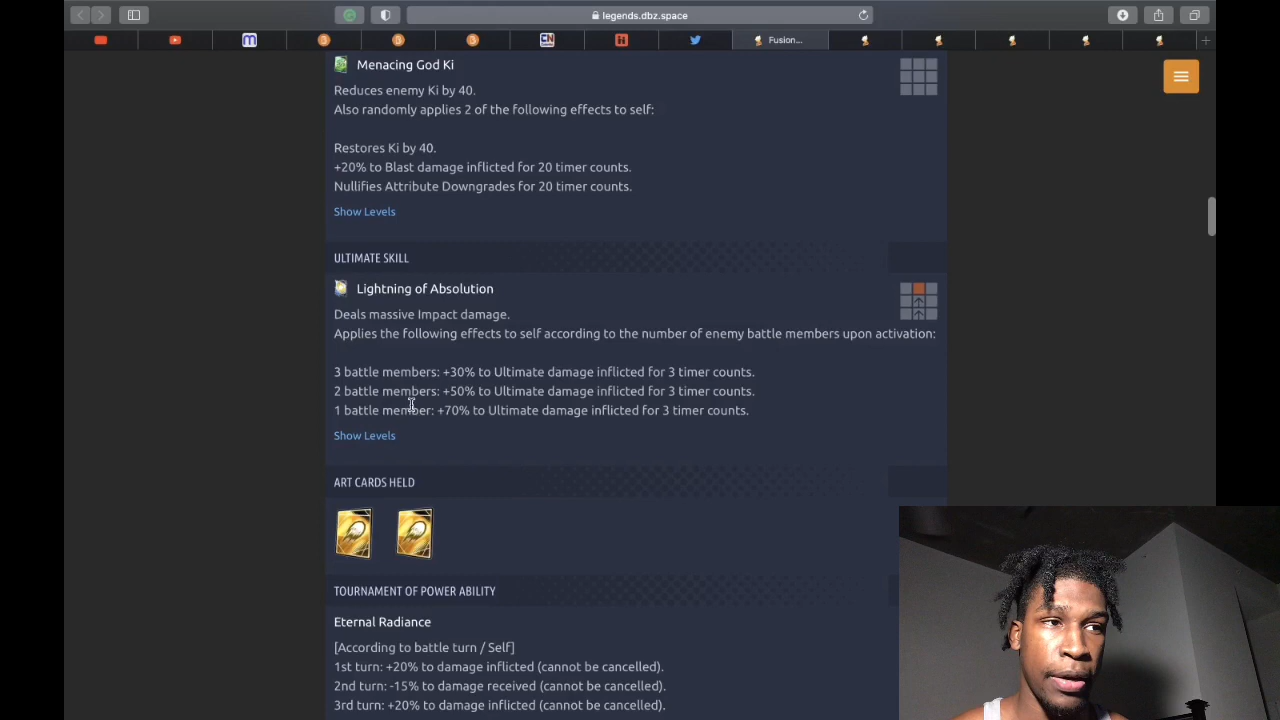 legends.dbz.space
Fusion...
Menacing God Ki
Reduces enemy Ki by 40.
Also randomly applies 2 of the following effects to self:
Restores Ki by 40.
+20% to Blast damage inflicted for 20 timer counts.
Nullifies Attribute Downgrades for 20 timer counts.
Show Levels
ULTIMATE SKILL
Lightning of Absolution
Deals massive Impact damage.
Applies the following effects to self according to the number of enemy battle members upon activation:
3 battle members: +30% to Ultimate damage inflicted for 3 timer counts.
2 battle members: +50% to Ultimate damage inflicted for 3 timer counts.
1 battle member: +70% to Ultimate damage inflicted for 3 timer counts.
Show Levels
ART CARDS HELD
TOURNAMENT OF POWER ABILITY
Eternal Radiance
[According to battle turn / Self]
1st turn: +20% to damage inflicted (cannot be cancelled).
2nd turn: -15% to damage received (cannot be cancelled).
3rd turn: +20% to damage inflicted (cannot be cancelled).